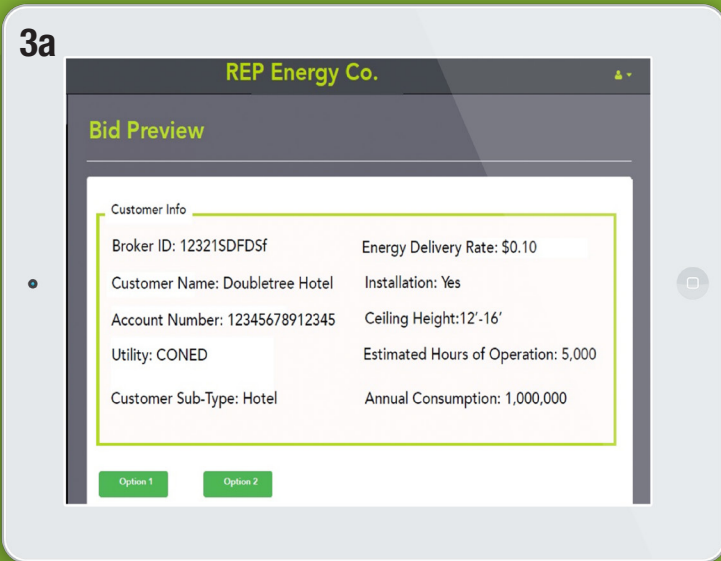 3a
REP Energy Co.
Bid Preview
Customer Info
Broker ID: 12321SDFDSf
Customer Name: Doubletree Hotel
Account Number: 12345678912345
Utility: CONED
Customer Sub-Type: Hotel
Energy Delivery Rate: $0.10
Installation: Yes
Ceiling Height:12’-16’
Estimated Hours of Operation: 5,000
Annual Consumption: 1,000,000
Option 1
Option 2